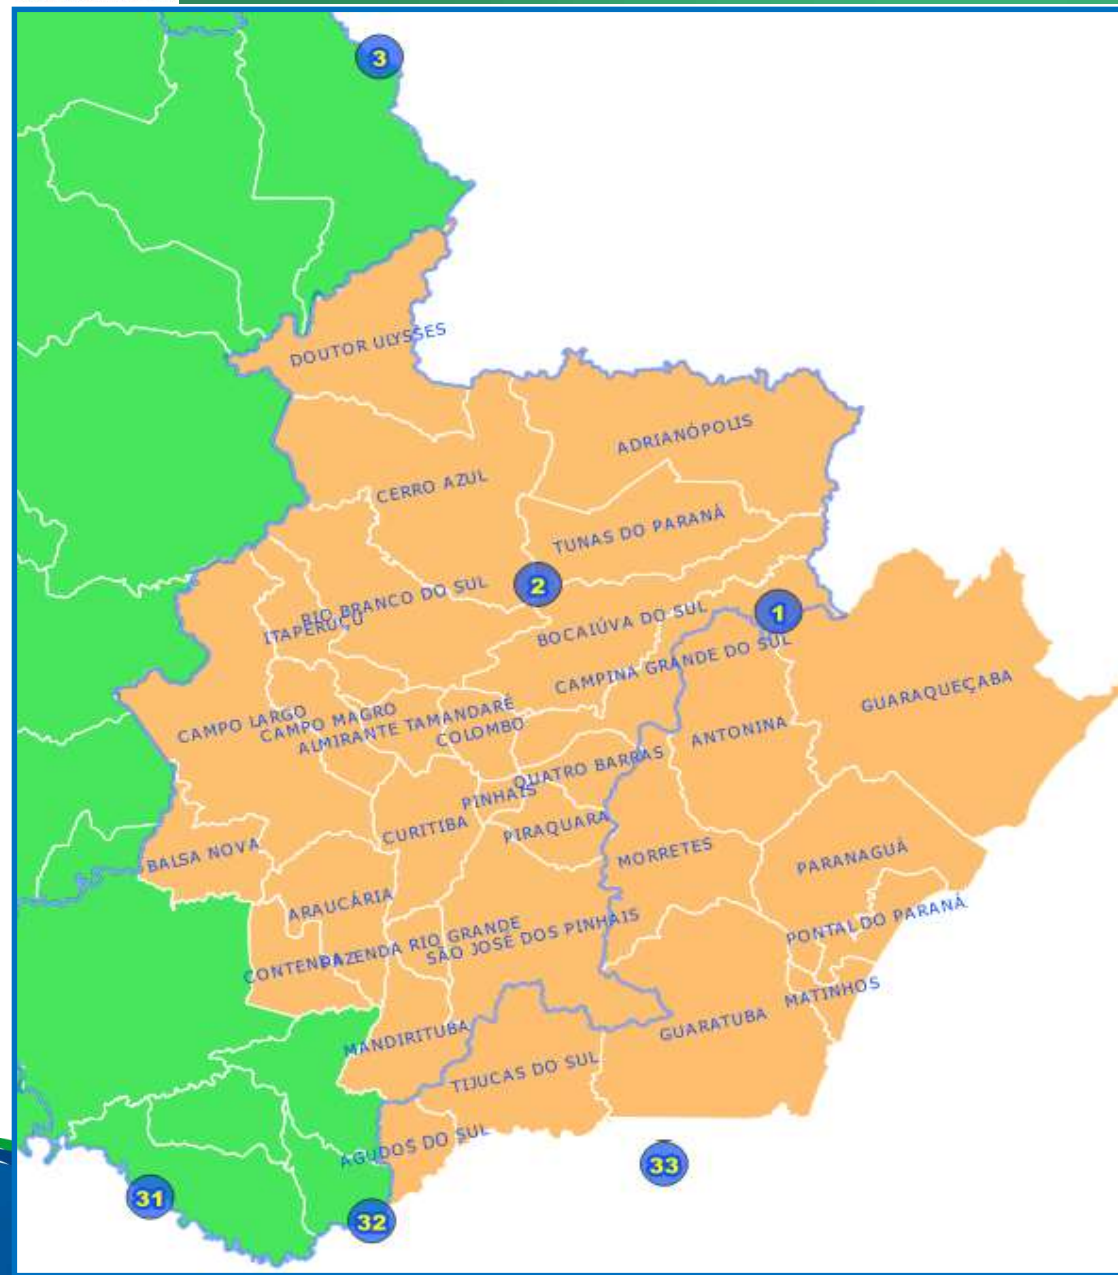 3
DOUTOR ULYSSES
ADRIANÓPOLIS
CERRO AZUL
TUNAS DO PARANÁ
2
RIO BRANCO DO SUL
ITAPERUÇU
BOCAIÚVA DO SUL
1
CAMPINA GRANDE DO SUL
GUARAQUEÇABA
CAMPO LARGO
CAMPO MAGRO
ALMIRANTE TAMANDARÉ
COLOMBO
ANTONINA
QUATRO BARRAS
PINHAIS
CURITIBA
PIRAQUARA
BALSA NOVA
MORRETES
PARANAGUÁ
ARAUCÁRIA
PONTAL DO PARANÁ
FAZENDA RIO GRANDE
SÃO JOSÉ DOS PINHAIS
CONTENDA
MATINHOS
MANDIRITUBA
GUARATUBA
TIJUCAS DO SUL
AGUDOS DO SUL
33
31
32